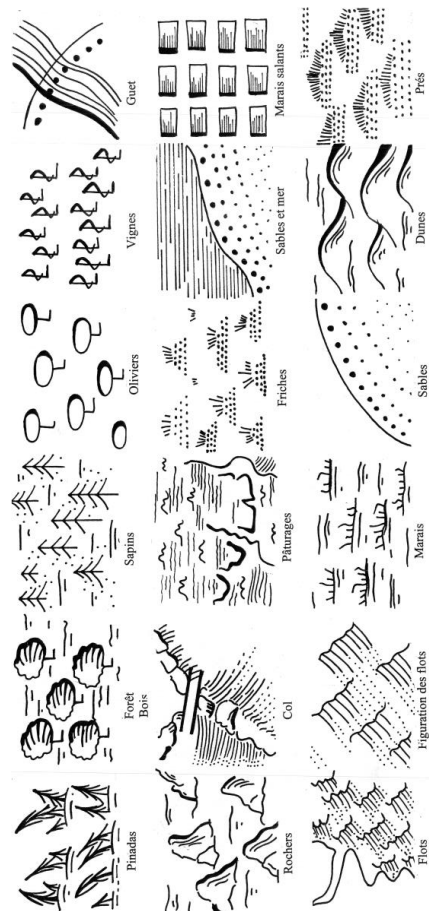 Pinadas
Forêt
Bois
Sapins
Oliviers
Vignes
Guet
Rochers
Col
Pâturages
Friches
Sables et mer
Marais salants
Flots
Figuration des flots
Marais
Sables
Dunes
Prés